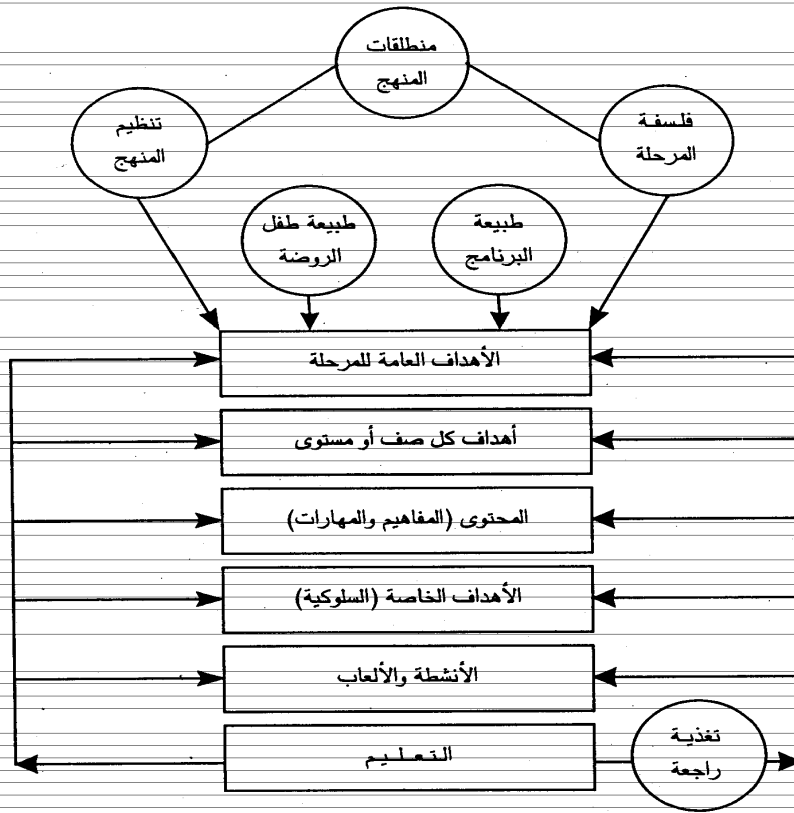 منطلقات
المنهج
فلسفة
المرحلة
تنظيم
المنهج
طبيعة
البرنامج
طبيعة طفل
الروضة
الأهداف العامة للمرحلة
أهداف كل صف أو مستوى
المحتوى (المفاهيم والمهارات)
الأهداف الخاصة (السلوكية)
الأنشطة والألعاب
التعليم
تغذية
راجعة